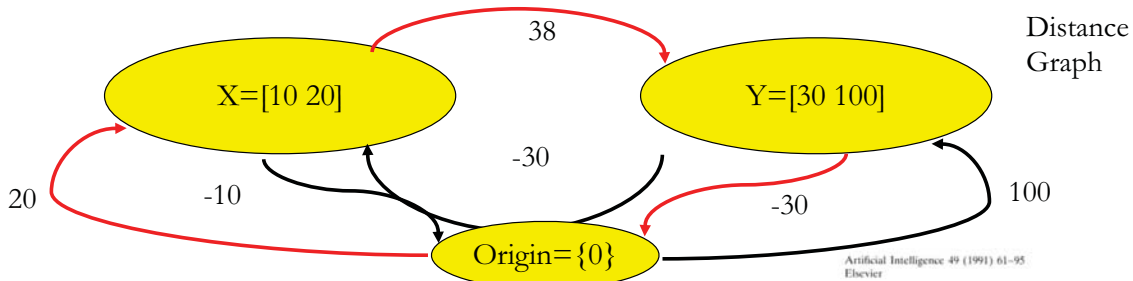 38
Distance
Graph
X=[10 20]
Y=[30 100]
-30
20
-10
-30
100
Origin={0}
Artificial Intelligence 49 (1991) 61–95
Elsevier